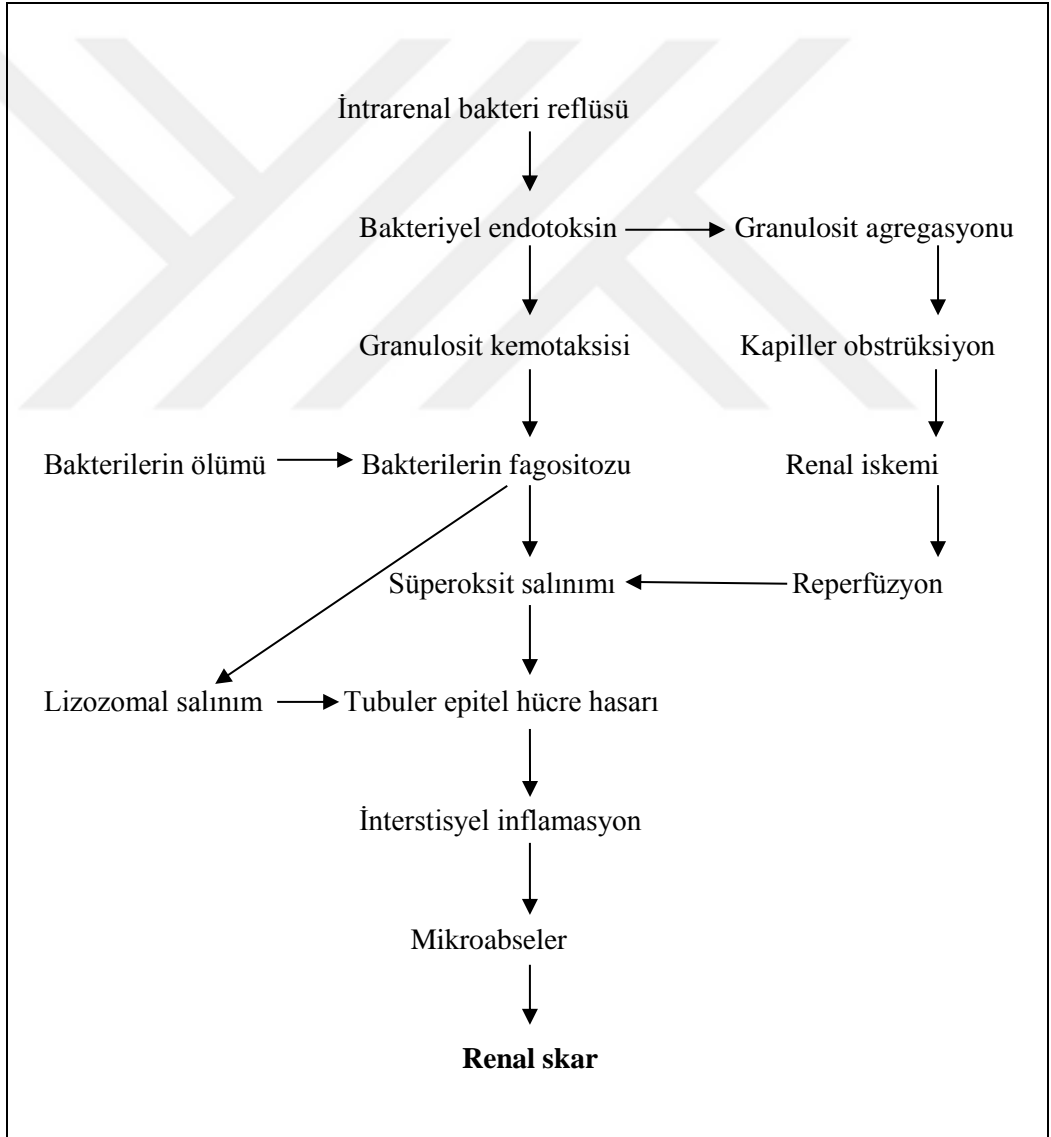 İntrarenal bakteri reflüsü
Bakteriyel endotoksin
Granulosit agregasyonu
Granulosit kemotaksisi
Kapiller obstrüksiyon
Bakterilerin ölümü
Bakterilerin fagositozu
Renal iskemi
Süperoksit salınımı
Reperfüzyon
Lizozomal salınım
Tubuler epitel hücre hasarı
İnterstisyel inflamasyon
Mikroabseler
Renal skar